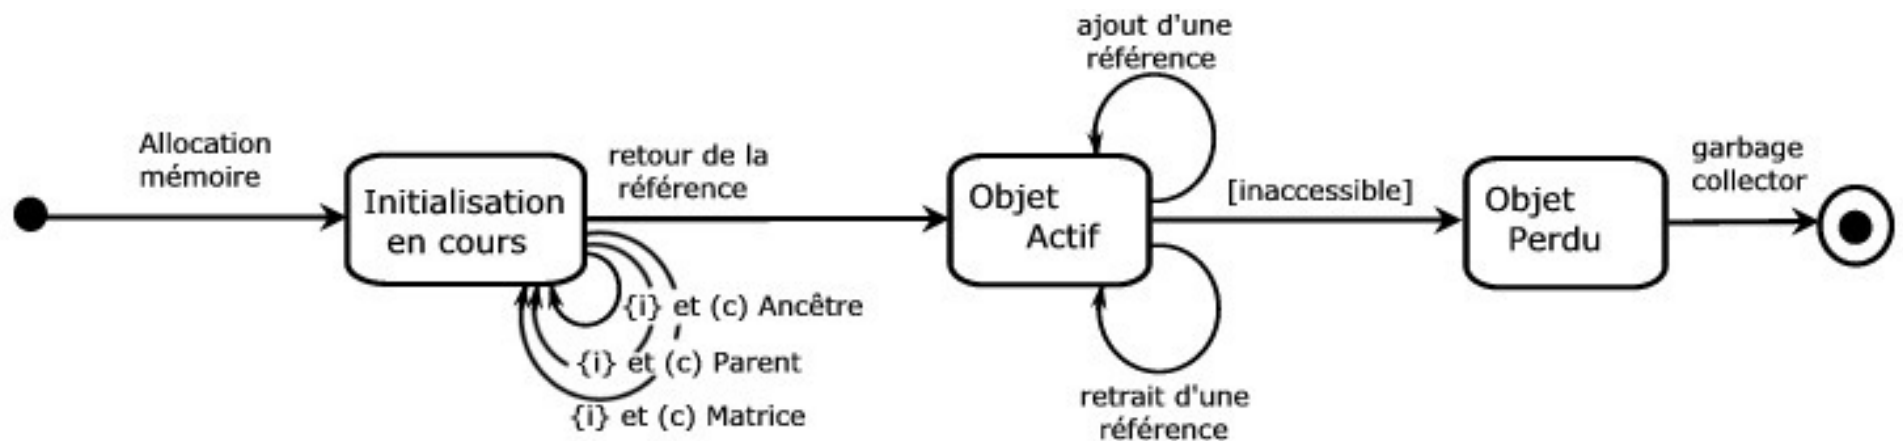 Allocation
mémoire
Initialisation
en cours
retour de la
référence
{i} et (c) Ancêtre
{i} et (c) Parent
{i} et (c) Matrice
ajout d'une
référence
Objet
Actif
retrait d'une
référence
[inaccessible]
Objet
Perdu
garbage
collector